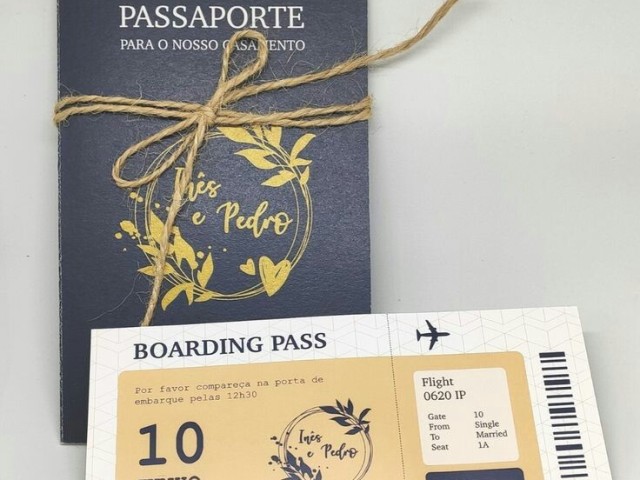 PASSAPORTE
PARA O NOSSO CASAMENTO
Inês
e Pedro
BOARDING PASS
Por favor compareça na porta de
embarque pelas 12h30
10
Inês
e Pedro
Flight
0620 IP
Gate 10
From Single
To Married
Seat 1A